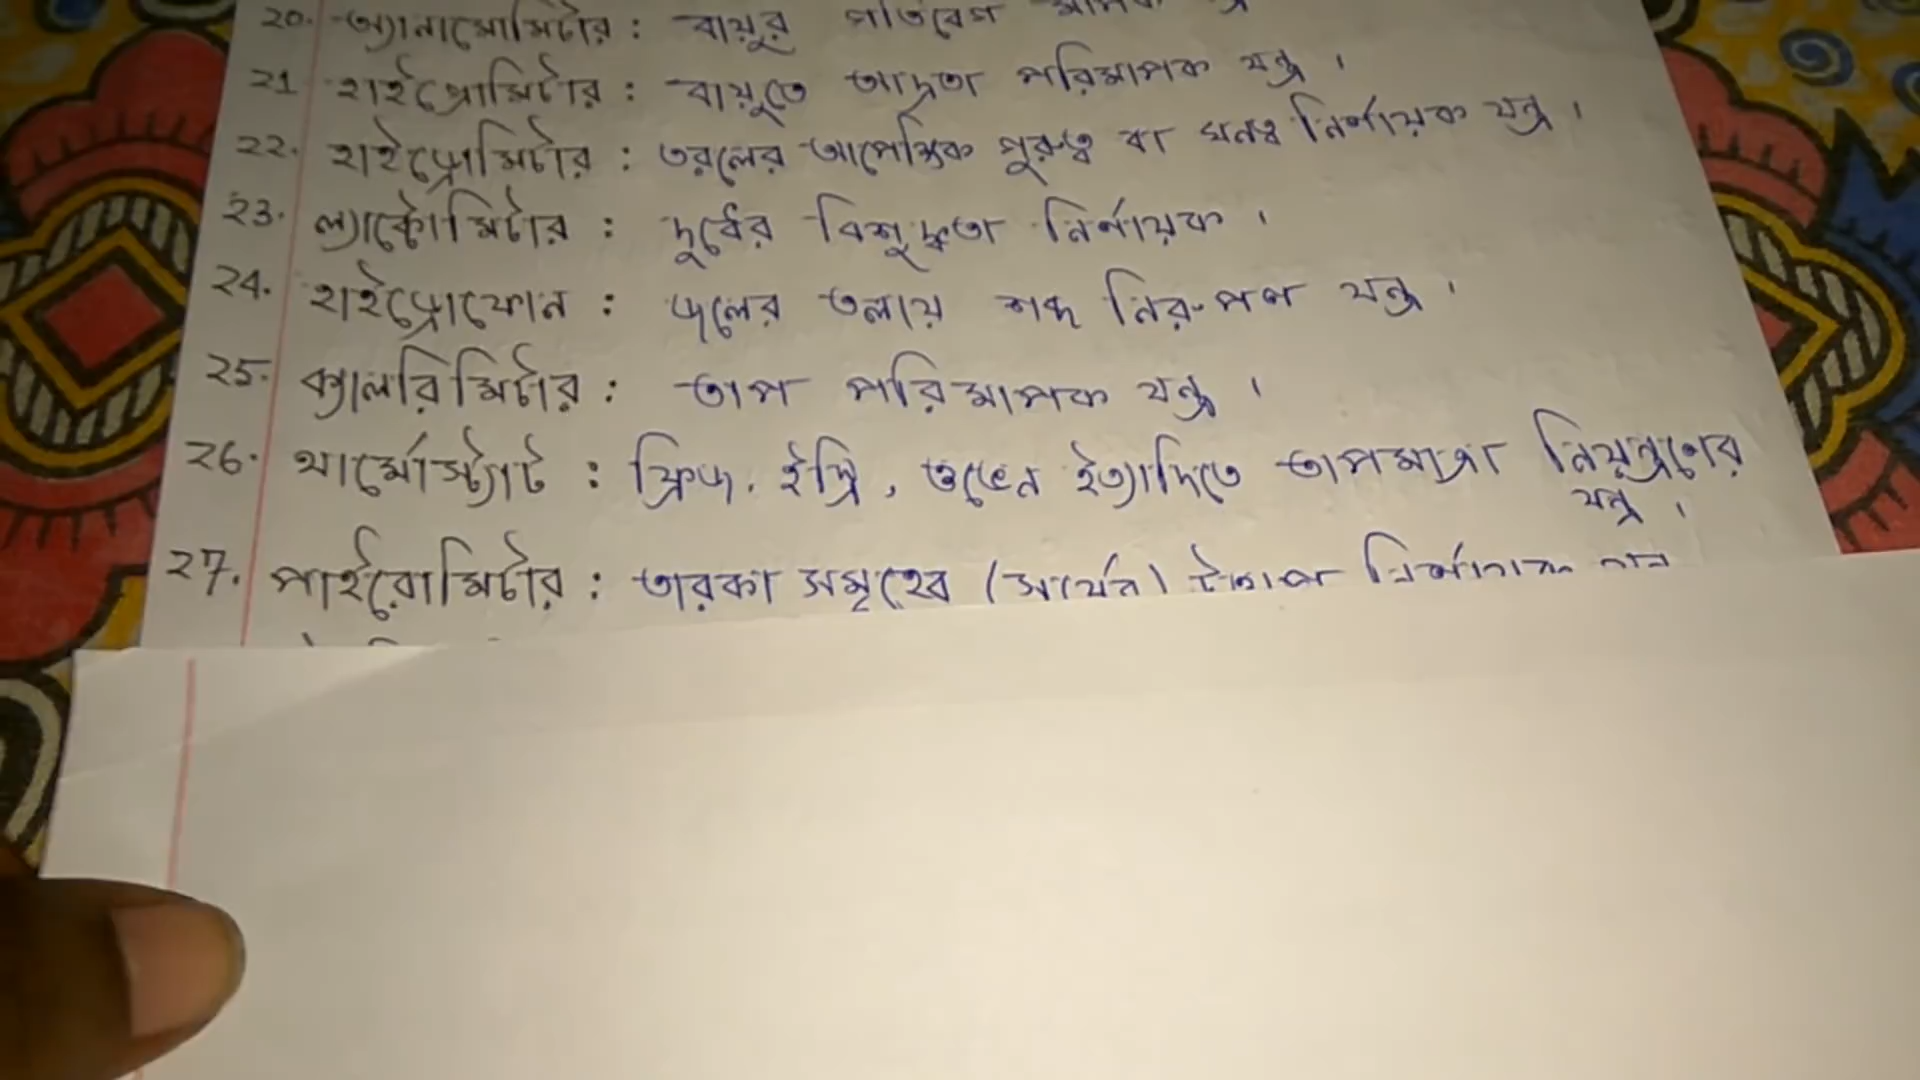 20. অ্যানামোমিটার : বায়ুর গতিবেগ
21 হাইগ্রোমিটার : বায়ুতে আদ্রতা পরিমাপক যন্ত্র ।
22. হাইড্রোমিটার : তরলের আপেক্ষিক গুরুত্ব বা ঘনত্ব নির্ণায়ক যন্ত্র ।
23. ল্যাক্টোমিটার : দুধের বিশুদ্ধতা নির্ণায়ক ।
24. হাইড্রোফোন : জলের তলায় শব্দ নিরুপণ যন্ত্র ।
25. ক্যালরিমিটার : তাপ পরিমাপক যন্ত্র ।
26. থার্মোস্ট্যাট : ফ্রিজ, ইস্ত্রি, ওভেন ইত্যাদিতে তাপমাত্রা নিয়ন্ত্রণের
যন্ত্র ।
27. পাইরোমিটার : তারকা সমূহের (সূর্যের)